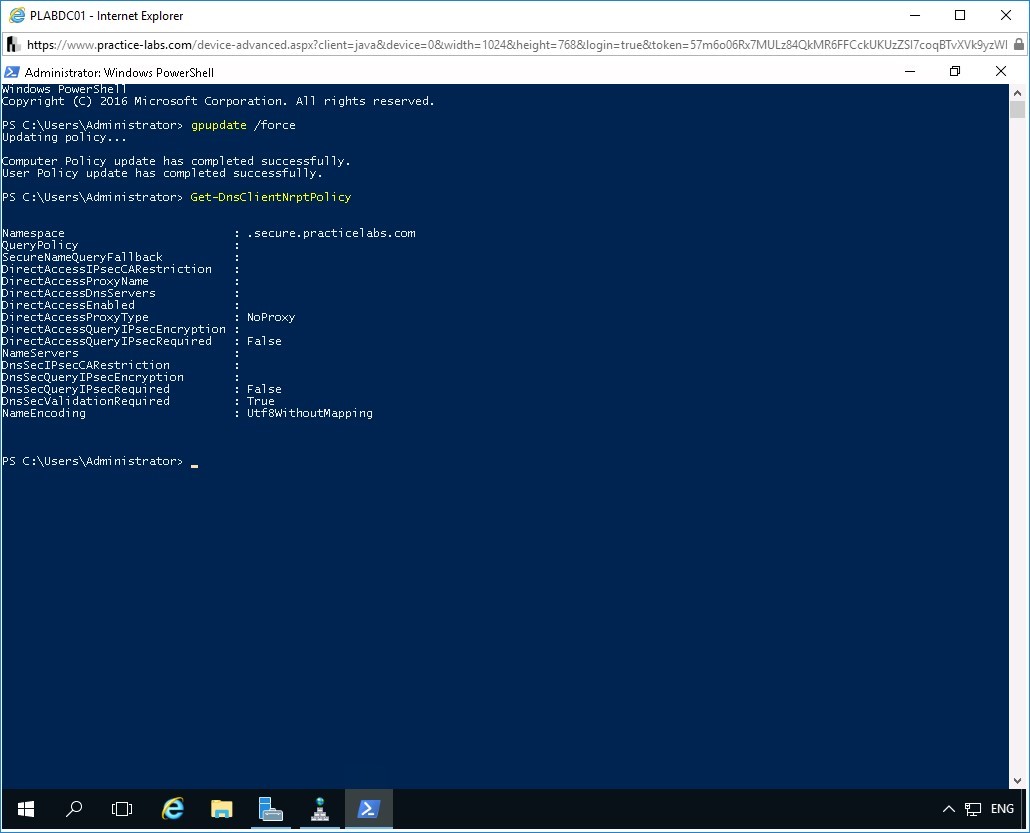 PLABDC01 - Internet Explorer
https://www.practice-labs.com/device-advanced.aspx?client=java&device=0&width=1024&height=768&login=true&token=57m6o06Rx7MULz84QkMR6FFCckUKUzZSI7coqBTvXVk9yzWl
Administrator: Windows PowerShell
Windows PowerShell
Copyright (C) 2016 Microsoft Corporation. All rights reserved.
PS C:\Users\Administrator> gpupdate /force
Updating policy...
Computer Policy update has completed successfully.
User Policy update has completed successfully.
PS C:\Users\Administrator> Get-DnsClientNrptPolicy
Namespace : .secure.practicelabs.com
QueryPolicy :
SecureNameQueryFallback :
DirectAccessIPsecCARestriction :
DirectAccessProxyName :
DirectAccessDnsServers :
DirectAccessEnabled :
DirectAccessProxyType : NoProxy
DirectAccessQueryIPsecEncryption :
DirectAccessQueryIPsecRequired : False
NameServers :
DnsSecIPsecCARestriction :
DnsSecQueryIPsecEncryption :
DnsSecQueryIPsecRequired : False
DnsSecValidationRequired : True
NameEncoding : Utf8WithoutMapping
PS C:\Users\Administrator> _
ENG